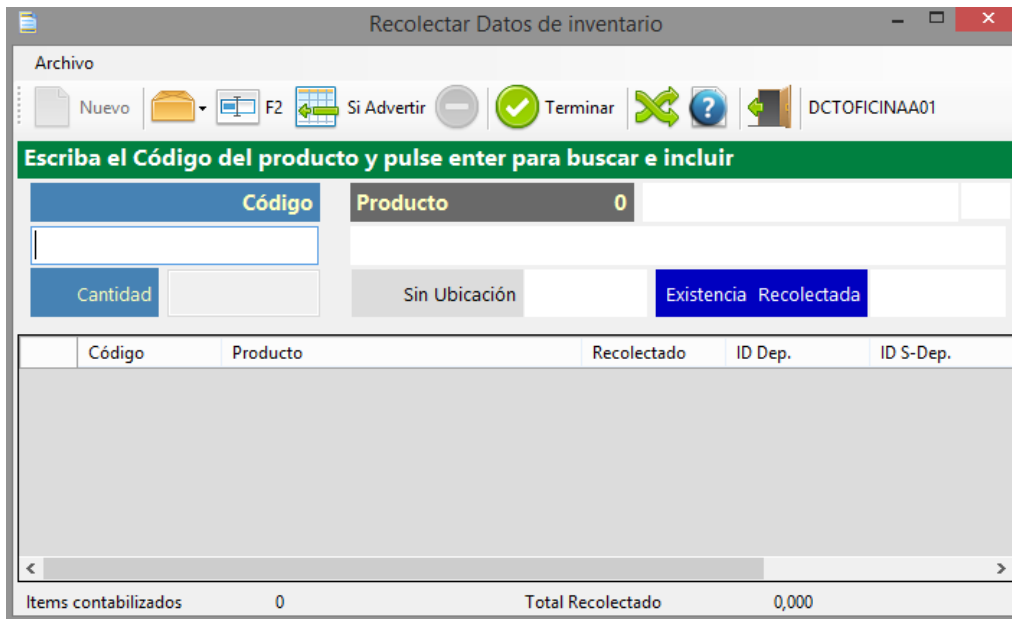 Recolectar Datos de inventario
Archivo
Nuevo F2 Si Advertir Terminar ? DCTOFICINAA01
Escriba el Código del producto y pulse enter para buscar e incluir
Código Producto 0
Cantidad Sin Ubicación Existencia Recolectada
Código Producto Recolectado ID Dep. ID S-Dep.
Items contabilizados 0 Total Recolectado 0,000